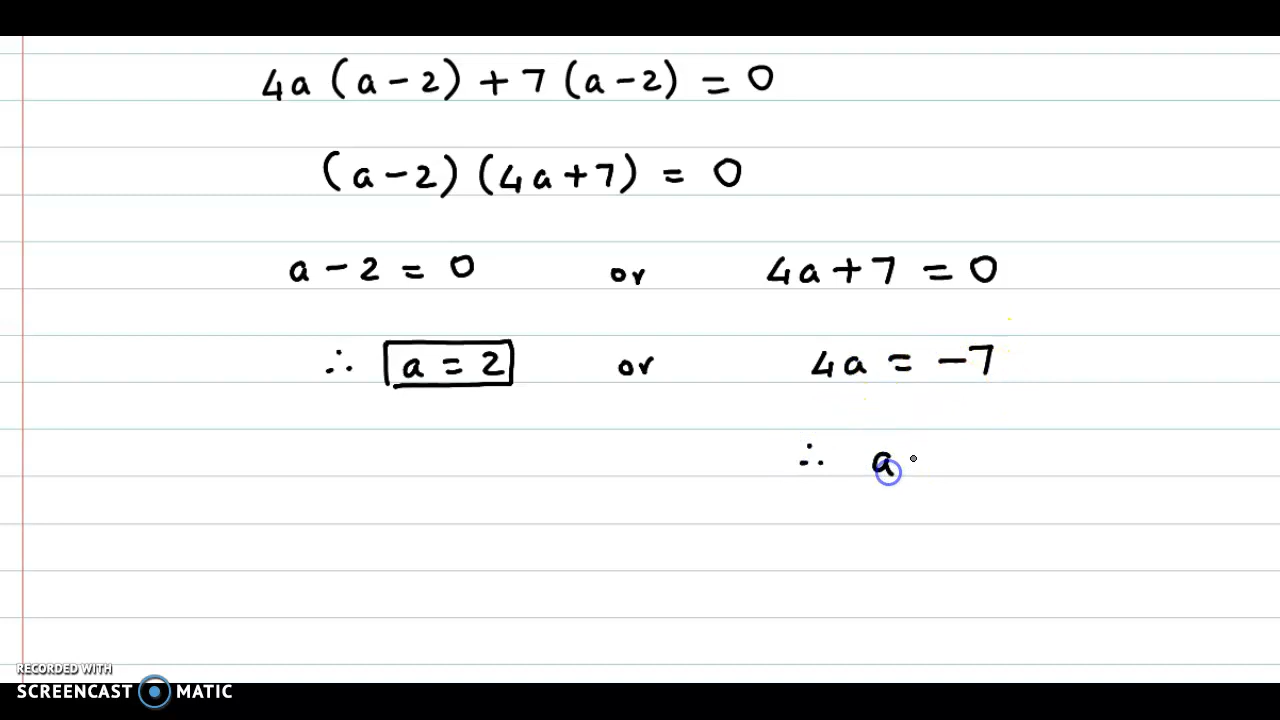 4a (a - 2) + 7 (a - 2) = 0
(a - 2) (4a + 7) = 0
a - 2 = 0 or 4a + 7 = 0
∴ a = 2 or 4a = -7
∴ a
RECORDED WITH
SCREENCAST MATIC